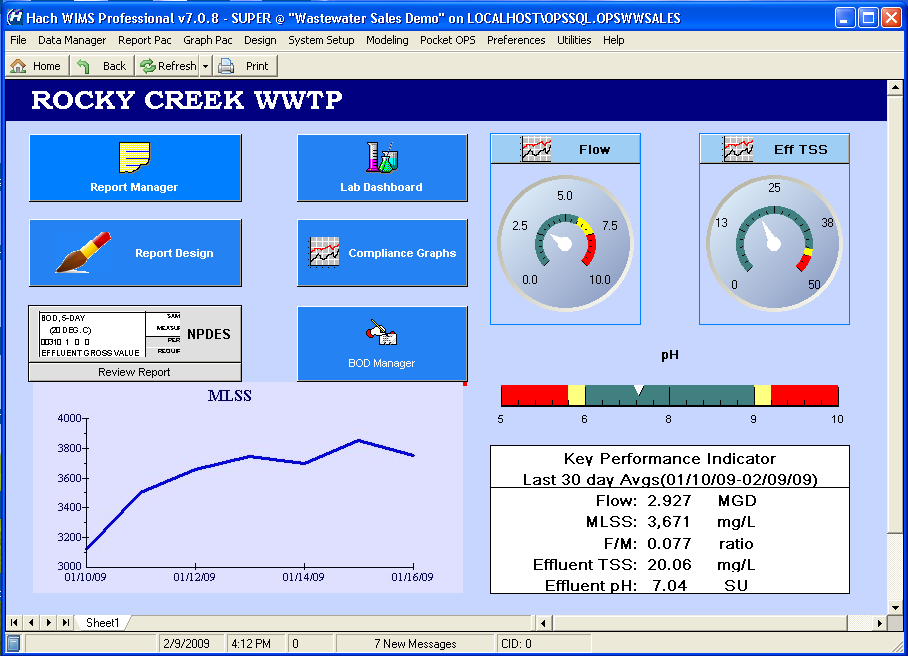 Hach WIMS Professional v7.0.8 - SUPER @ "Wastewater Sales Demo" on LOCALHOST\OPSSQL.OPSWWSALES
File Data Manager Report Pac Graph Pac Design System Setup Modeling Pocket OPS Preferences Utilities Help
Home Back Refresh Print
ROCKY CREEK WWTP
Report Manager
Lab Dashboard
Report Design
Compliance Graphs
BOD, 5-DAY
(20 DEG. C)
00310 1 0 0
EFFLUENT GROSS VALUE
SAM
MEASUR
PER
REQUIR
NPDES
Review Report
BOD Manager
Flow
5.0
2.5 7.5
0.0 10.0
Eff TSS
25
13 38
0 50
pH
5 6 8 9 10
MLSS
4000
3800
3600
3400
3200
3000
01/10/09 01/12/09 01/14/09 01/16/09
Key Performance Indicator
Last 30 day Avgs(01/10/09-02/09/09)
Flow: 2.927 MGD
MLSS: 3,671 mg/L
F/M: 0.077 ratio
Effluent TSS: 20.06 mg/L
Effluent pH: 7.04 SU
Sheet1
2/9/2009 4:12 PM 0 7 New Messages CID: 0